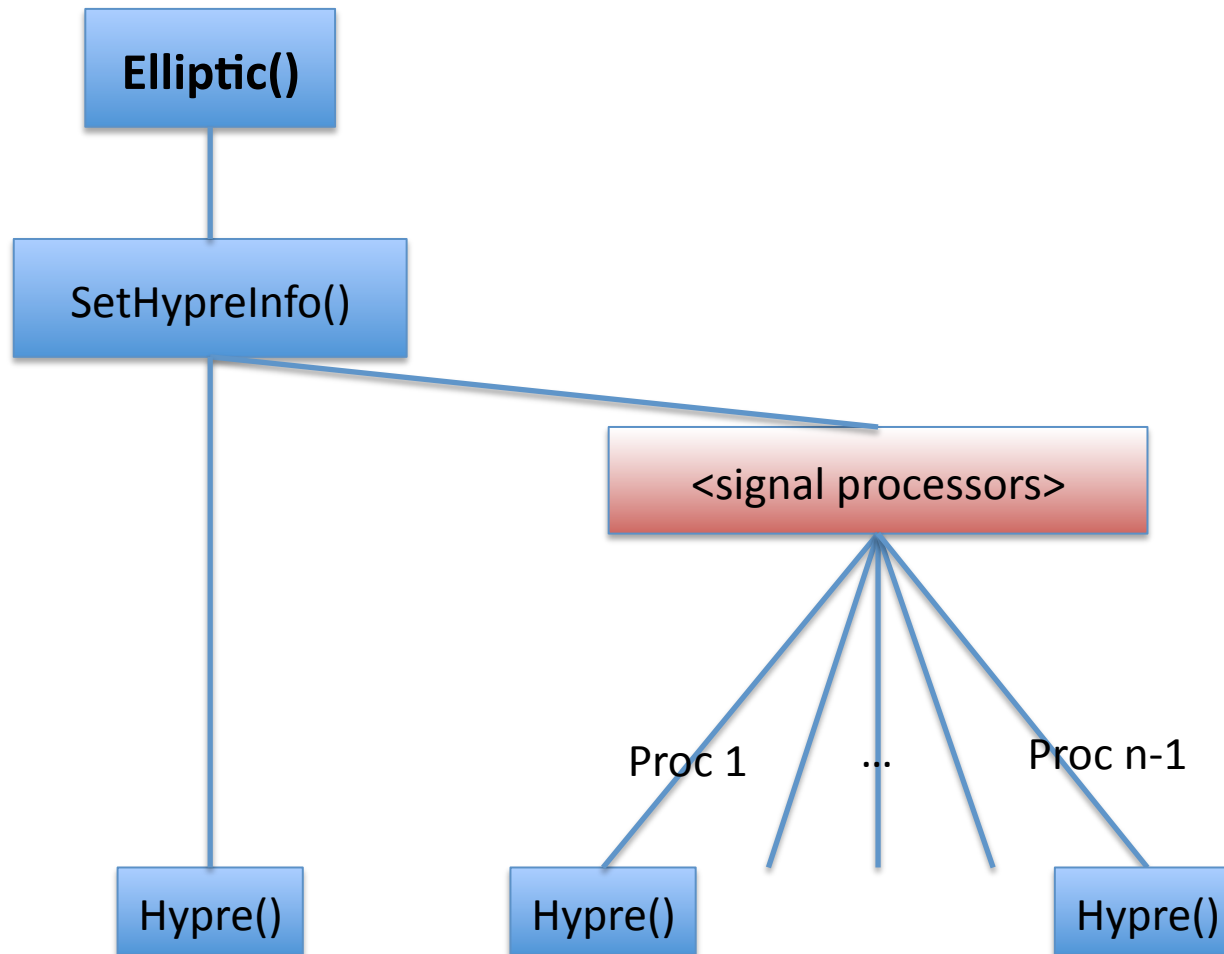 Elliptic()
SetHypreInfo()
<signal processors>
Proc 1
...
Proc n-1
Hypre()
Hypre()
Hypre()